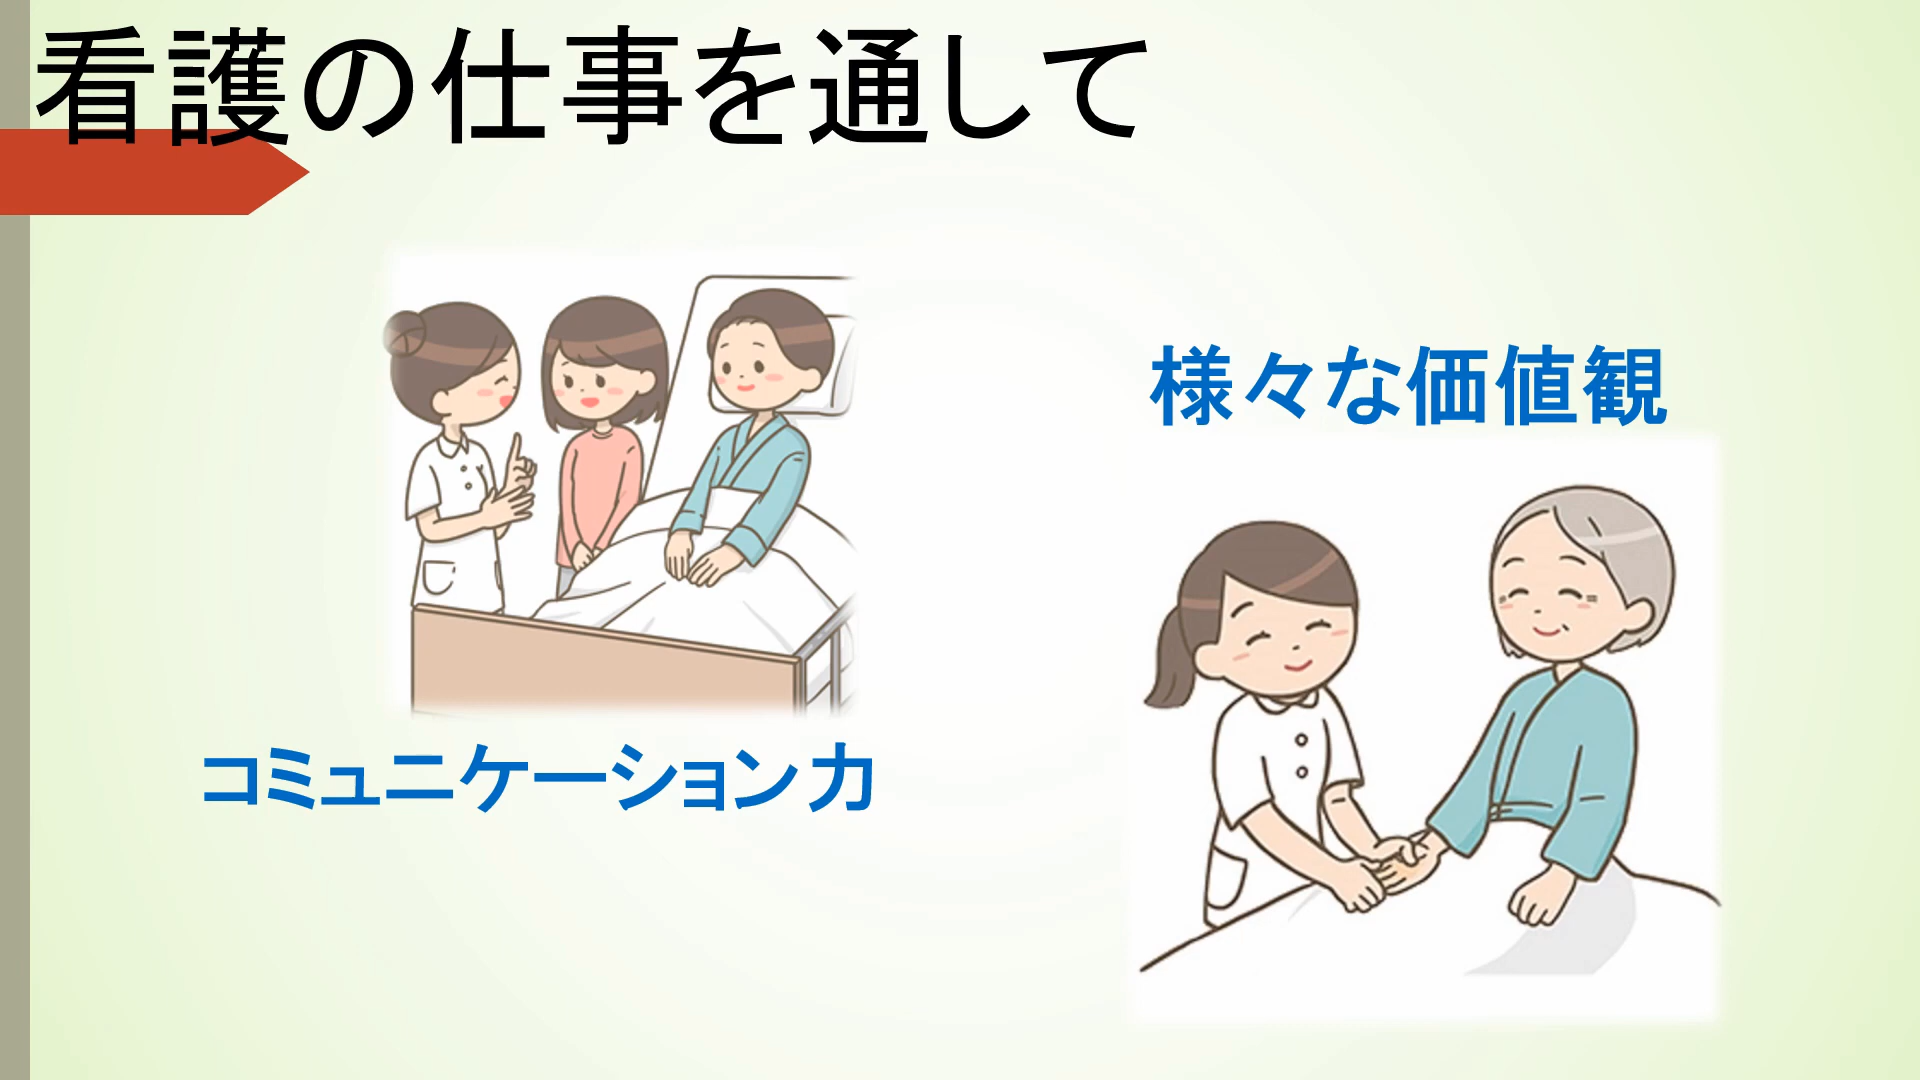 看護の仕事を通して
様々な価値観
コミュニケーション力